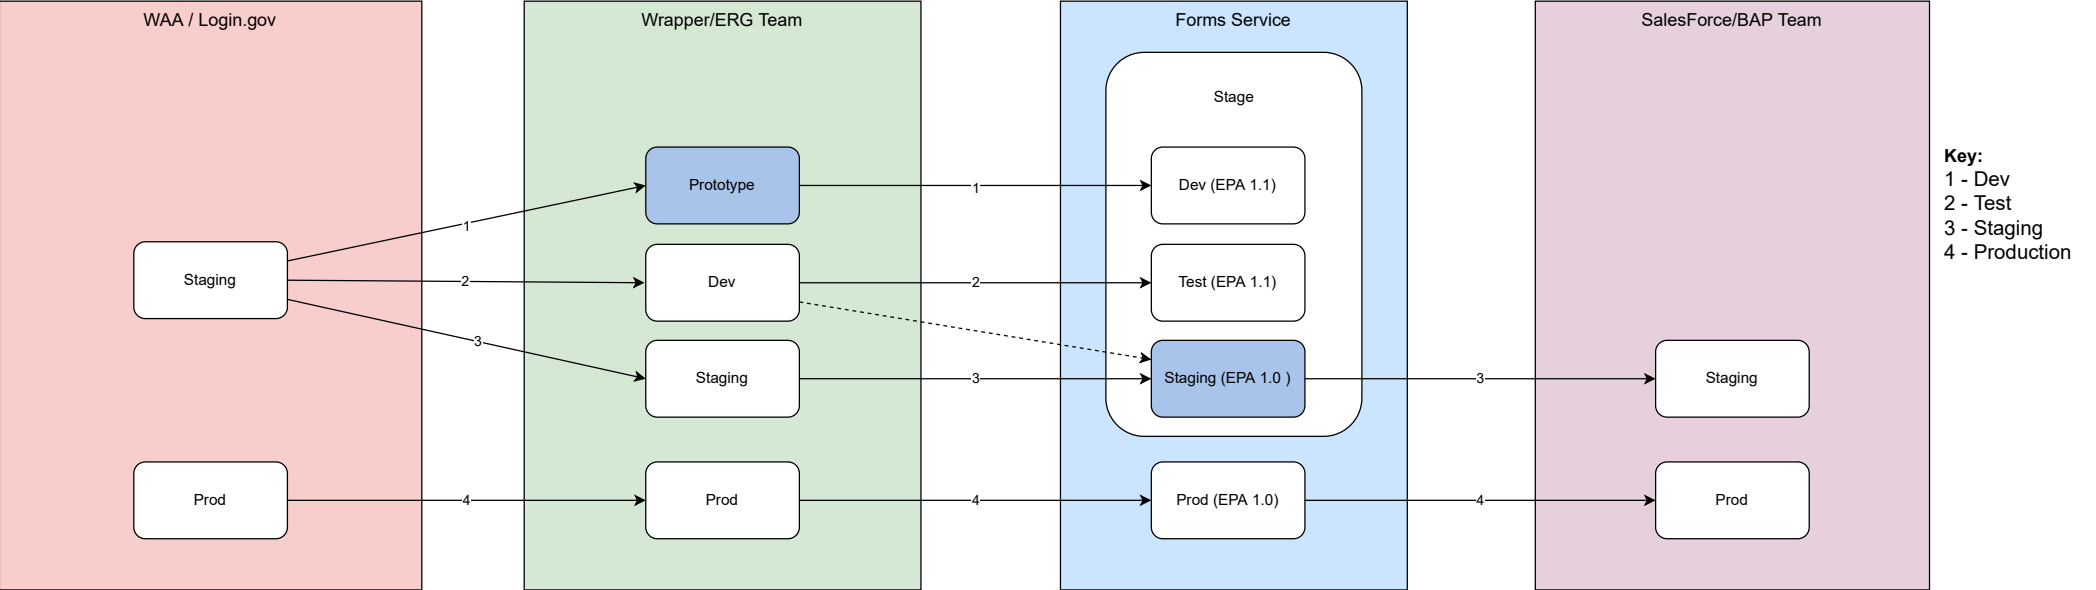 WAA / Login.gov
Wrapper/ERG Team
Forms Service
SalesForce/BAP Team
Stage
Key:
1 - Dev
2 - Test
3 - Staging
4 - Production
Prototype
1
Dev (EPA 1.1)
1
Staging
2
Dev
2
Test (EPA 1.1)
3
Staging
3
Staging (EPA 1.0 )
3
Staging
Prod
4
Prod
4
Prod (EPA 1.0)
4
Prod